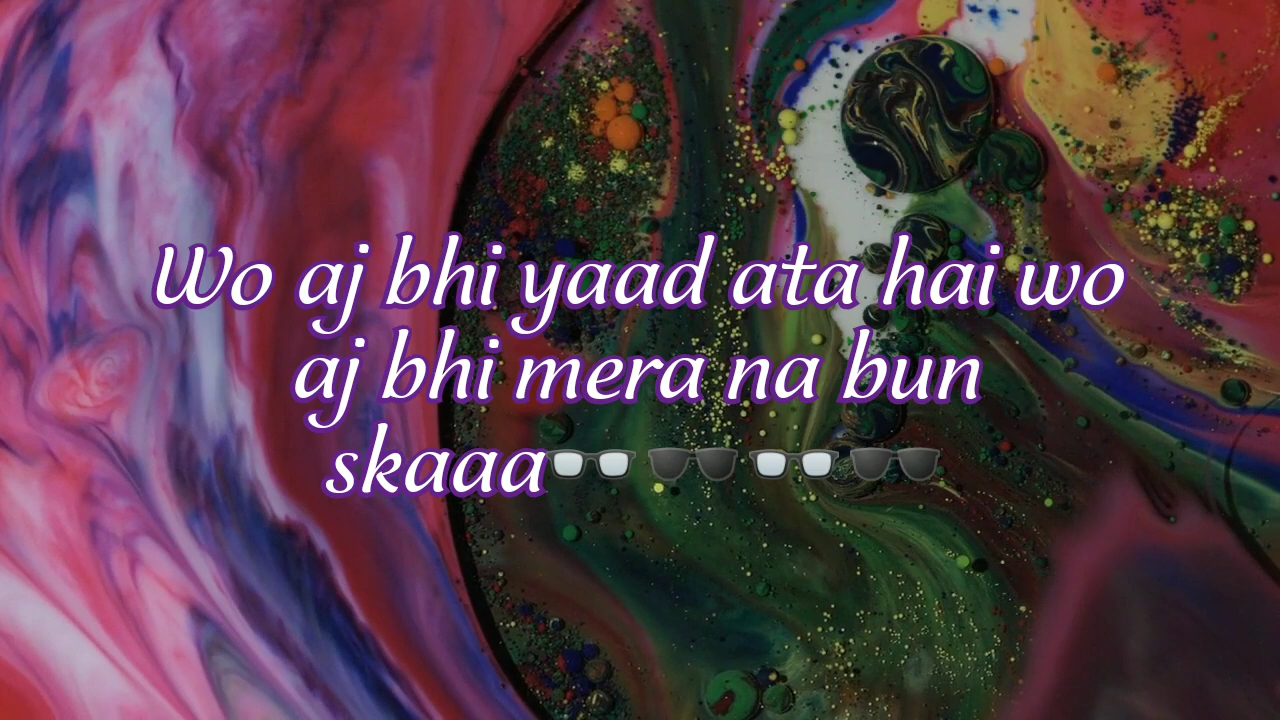 Wo aj bhi yaad ata hai wo
aj bhi mera na bun
skaaa👓🕶️👓🕶️